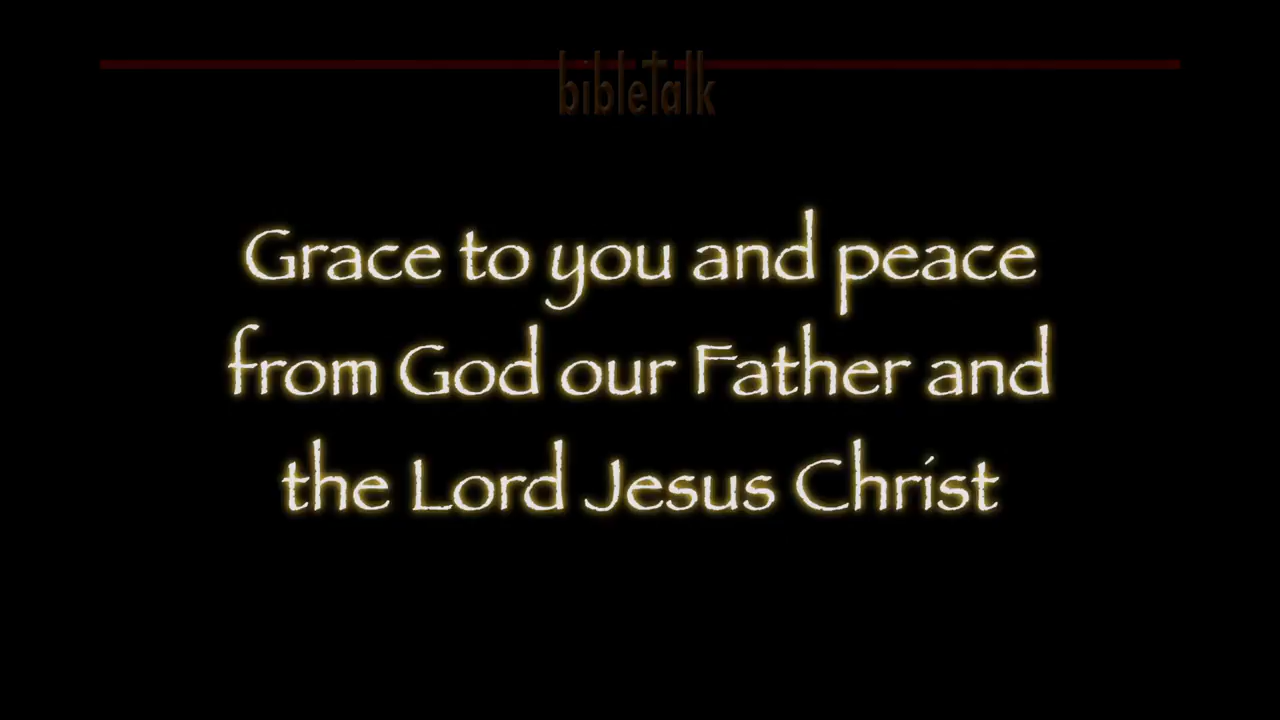 bibletalk
Grace to you and peace
from God our Father and
the Lord Jesus Christ